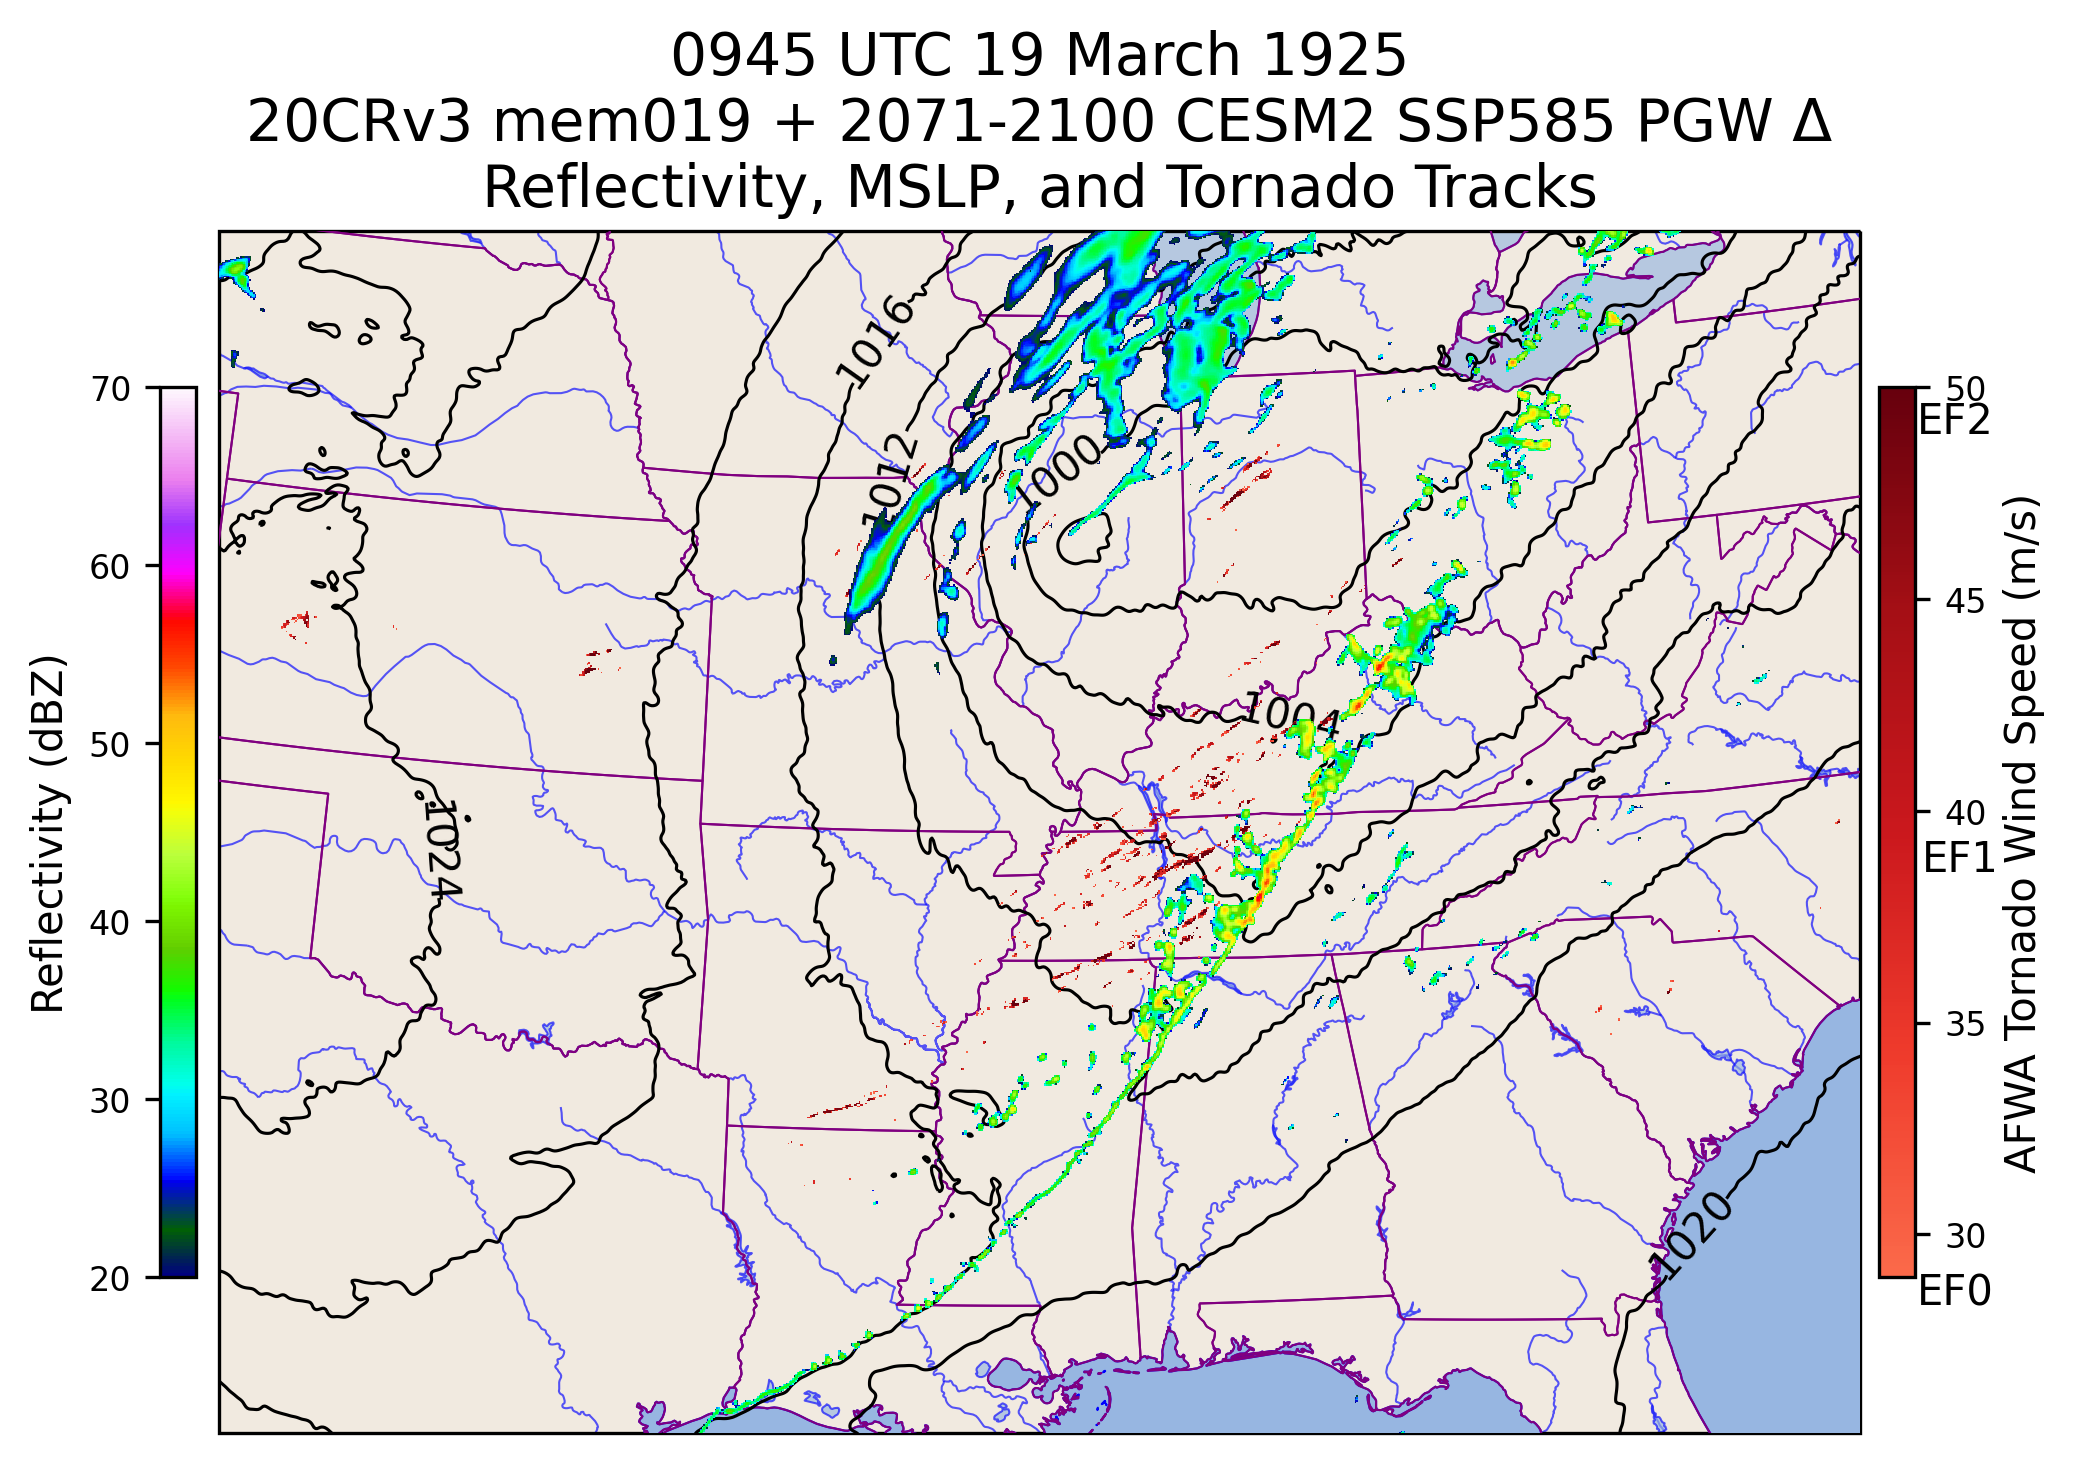 0945 UTC 19 March 1925
20CRv3 mem019 + 2071-2100 CESM2 SSP585 PGW Δ
Reflectivity, MSLP, and Tornado Tracks
Reflectivity (dBZ)
70
60
50
40
30
20
1016
1012
1000
1004
1024
1020
50
EF2
45
40
EF1
35
30
EF0
AFWA Tornado Wind Speed (m/s)